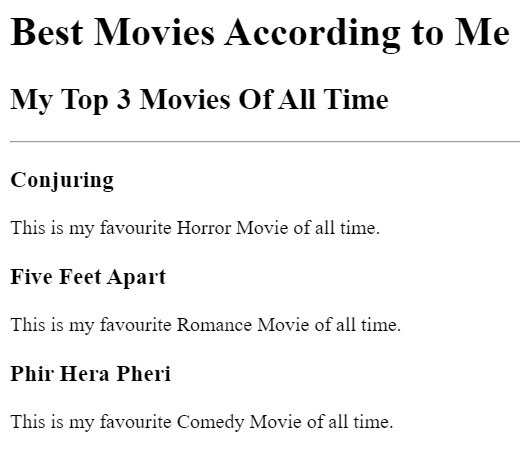 Best Movies According to Me
My Top 3 Movies Of All Time
Conjuring
This is my favourite Horror Movie of all time.
Five Feet Apart
This is my favourite Romance Movie of all time.
Phir Hera Pheri
This is my favourite Comedy Movie of all time.